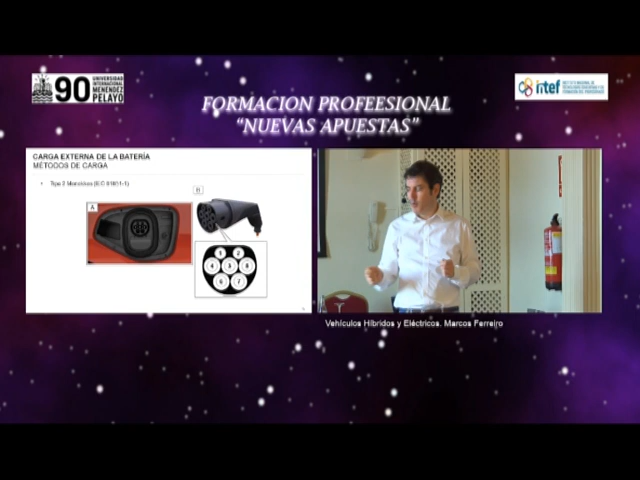 90
UNIVERSIDAD
INTERNACIONAL
MENÉNDEZ
PELAYO
intef
FORMACION PROFEESIONAL
“NUEVAS APUESTAS”
CARGA EXTERNA DE LA BATERÍA
MÉTODOS DE CARGA
A
B
1 2
4 3 5
6 7
Vehículos Híbridos y Eléctricos. Marcos Ferreiro